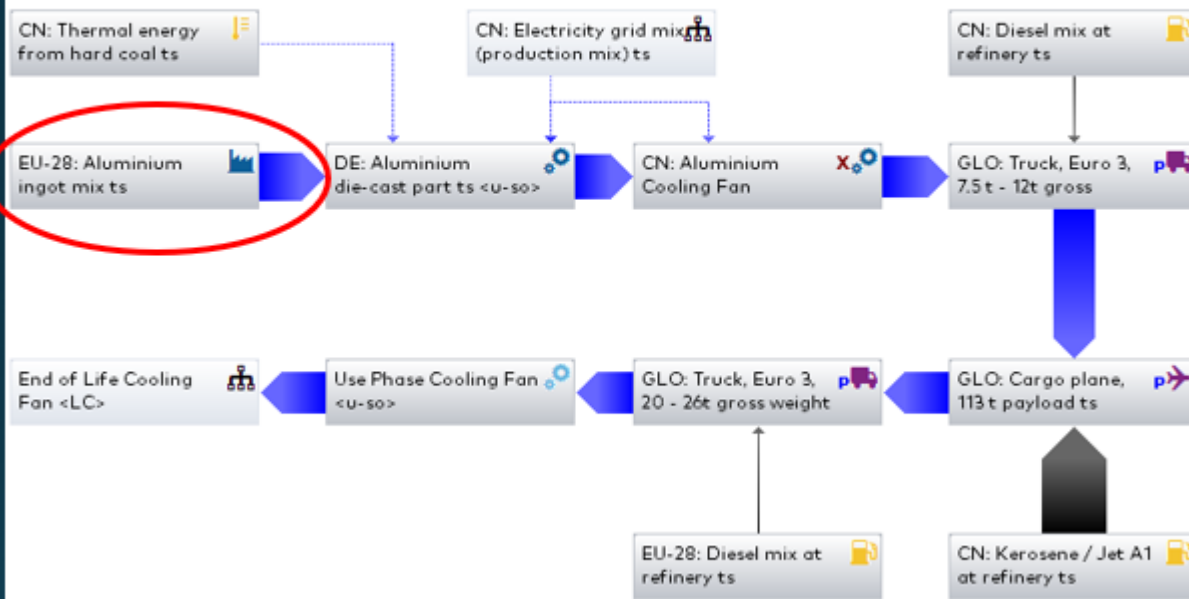 CN: Thermal energy
from hard coal ts
CN: Electricity grid mix
(production mix) ts
CN: Diesel mix at
refinery ts
EU-28: Aluminium
ingot mix ts
DE: Aluminium
die-cast part ts <u-so>
CN: Aluminium
Cooling Fan
X
GLO: Truck, Euro 3,
7.5 t - 12t gross
p
End of Life Cooling
Fan <LC>
Use Phase Cooling Fan
<u-so>
GLO: Truck, Euro 3,
20 - 26t gross weight
p
GLO: Cargo plane,
113 t payload ts
p
EU-28: Diesel mix at
refinery ts
CN: Kerosene / Jet A1
at refinery ts